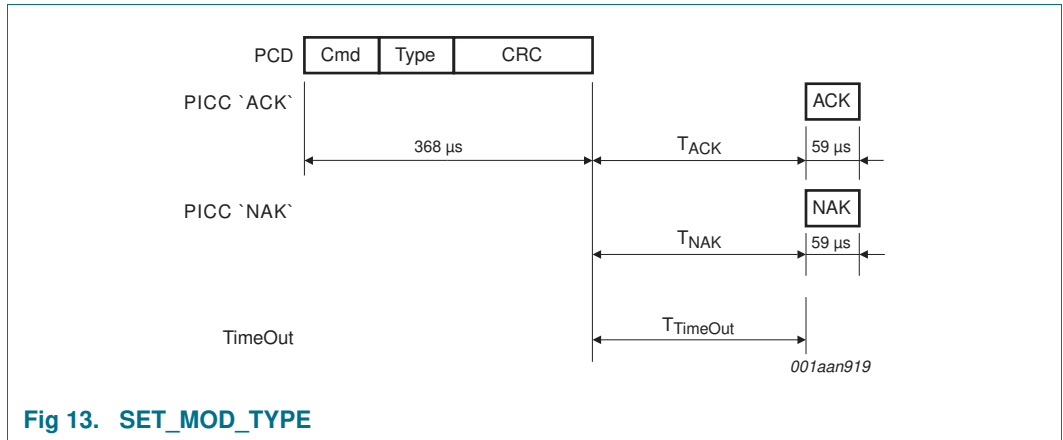 PCD Cmd Type CRC
PICC `ACK` ACK
368 µs TACK 59 µs
PICC `NAK` NAK
TNAK 59 µs
TimeOut TTimeOut
001aan919
Fig 13. SET_MOD_TYPE